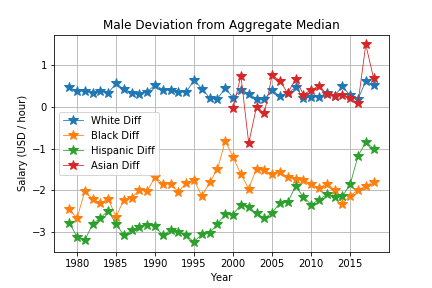 Male Deviation from Aggregate Median
Salary (USD / hour)
1
0
−1
−2
−3
White Diff
Black Diff
Hispanic Diff
Asian Diff
1980 1985 1990 1995 2000 2005 2010 2015
Year